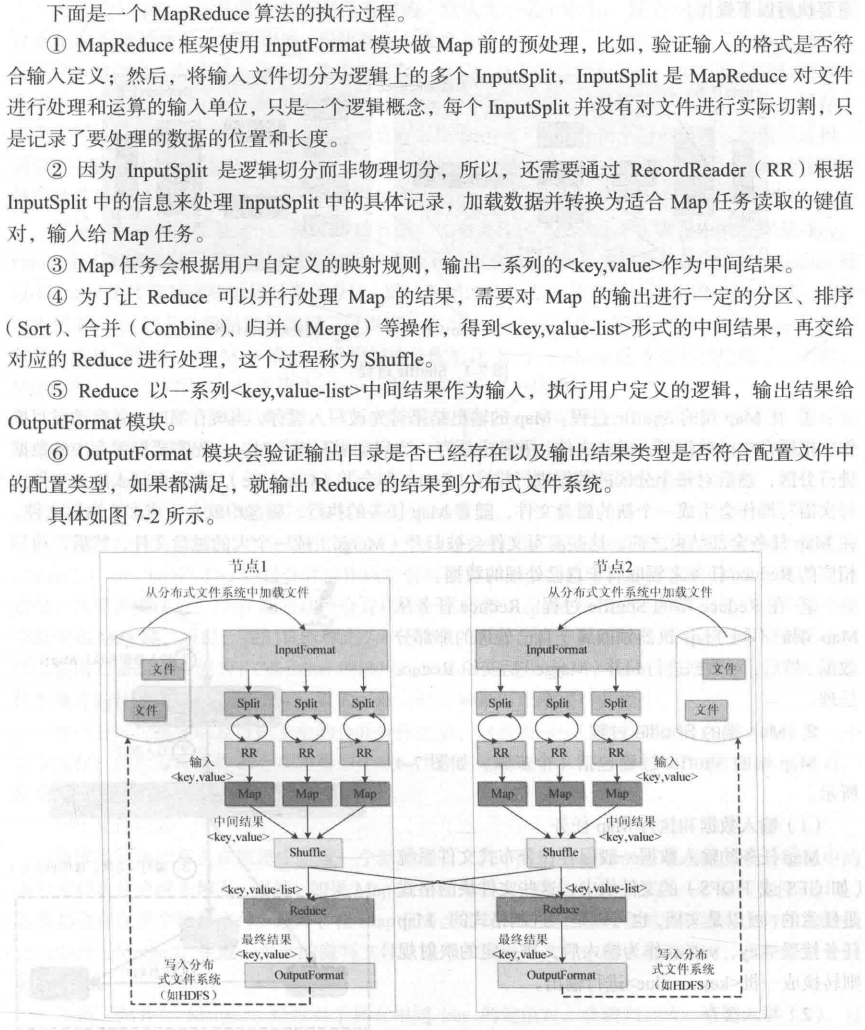 下面是一个 MapReduce 算法的执行过程。
① MapReduce 框架使用 InputFormat 模块做 Map 前的预处理，比如，验证输入的格式是否符
合输入定义；然后，将输入文件切分为逻辑上的多个 InputSplit，InputSplit 是 MapReduce 对文件
进行处理和运算的输入单位，只是一个逻辑概念，每个 InputSplit 并没有对文件进行实际切割，只
是记录了要处理的数据的位置和长度。
② 因为 InputSplit 是逻辑切分而非物理切分，所以，还需要通过 RecordReader（RR）根据
InputSplit 中的信息来处理 InputSplit 中的具体记录，加载数据并转换为适合 Map 任务读取的键值
对，输入给 Map 任务。
③ Map 任务会根据用户自定义的映射规则，输出一系列的<key,value>作为中间结果。
④ 为了让 Reduce 可以并行处理 Map 的结果，需要对 Map 的输出进行一定的分区、排序
（Sort）、合并（Combine）、归并（Merge）等操作，得到<key,value-list>形式的中间结果，再交给
对应的 Reduce 进行处理，这个过程称为 Shuffle。
⑤ Reduce 以一系列<key,value-list>中间结果作为输入，执行用户定义的逻辑，输出结果给
OutputFormat 模块。
⑥ OutputFormat 模块会验证输出目录是否已经存在以及输出结果类型是否符合配置文件中
的配置类型，如果都满足，就输出 Reduce 的结果到分布式文件系统。
具体如图 7-2 所示。
节点1
从分布式文件系统中加载文件
InputFormat
文件
文件
Split Split Split
RR RR RR
输入
<key,value>
Map Map Map
中间结果
<key,value>
Shuffle
<key,value-list>
Reduce
最终结果
<key,value>
OutputFormat
写入分布
式文件系统
(如HDFS)
节点2
从分布式文件系统中加载文件
InputFormat
文件
文件
Split Split Split
RR RR RR
输入
<key,value>
Map Map Map
中间结果
<key,value>
Shuffle
<key,value-list>
Reduce
最终结果
<key,value>
OutputFormat
写入分布
式文件系统
(如HDFS)